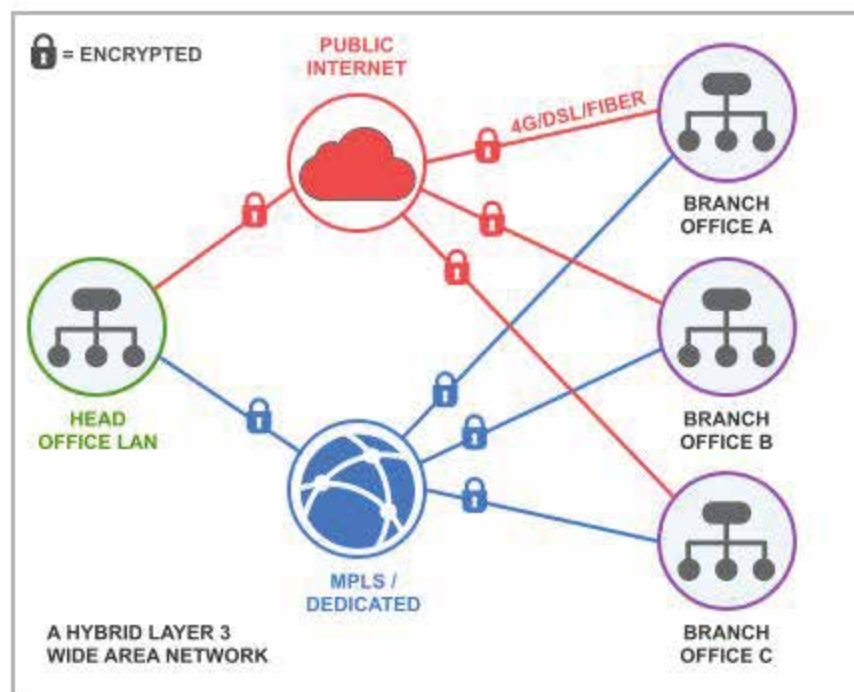 = ENCRYPTED
PUBLIC
INTERNET
4G/DSL/FIBER
BRANCH
OFFICE A
HEAD
OFFICE LAN
BRANCH
OFFICE B
MPLS /
DEDICATED
A HYBRID LAYER 3
WIDE AREA NETWORK
BRANCH
OFFICE C